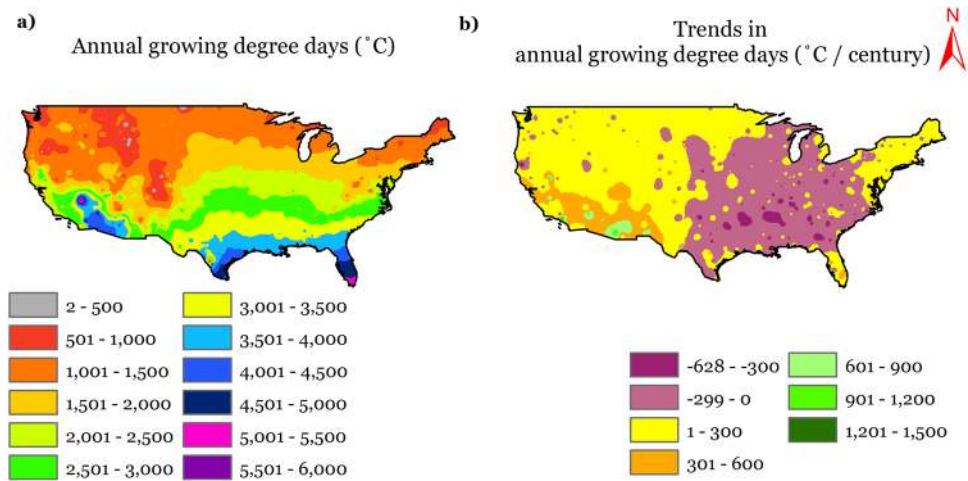 a)
Annual growing degree days (˚C)
2 - 500
501 - 1,000
1,001 - 1,500
1,501 - 2,000
2,001 - 2,500
2,501 - 3,000
3,001 - 3,500
3,501 - 4,000
4,001 - 4,500
4,501 - 5,000
5,001 - 5,500
5,501 - 6,000
b)
Trends in
annual growing degree days (˚C / century)
N
-628 - -300
-299 - 0
1 - 300
301 - 600
601 - 900
901 - 1,200
1,201 - 1,500